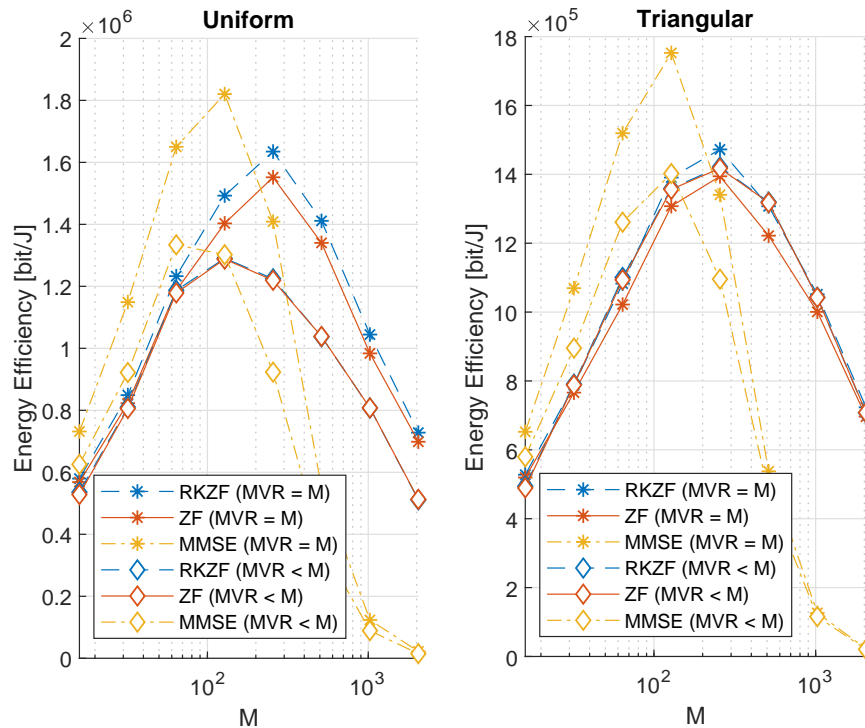 Uniform
×10^6
2
1.8
1.6
1.4
1.2
1
0.8
0.6
0.4
0.2
0
Energy Efficiency [bit/J]
10^2
10^3
M
RKZF (MVR = M)
ZF (MVR = M)
MMSE (MVR = M)
RKZF (MVR < M)
ZF (MVR < M)
MMSE (MVR < M)
Triangular
×10^5
18
16
14
12
10
8
6
4
2
0
Energy Efficiency [bit/J]
10^2
10^3
M
RKZF (MVR = M)
ZF (MVR = M)
MMSE (MVR = M)
RKZF (MVR < M)
ZF (MVR < M)
MMSE (MVR < M)